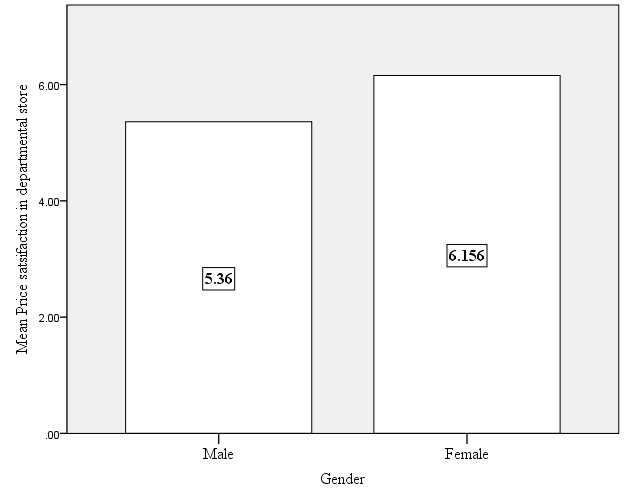 Mean Price satsifaction in departmental store
6.00
4.00
2.00
.00
5.36
6.156
Male
Female
Gender